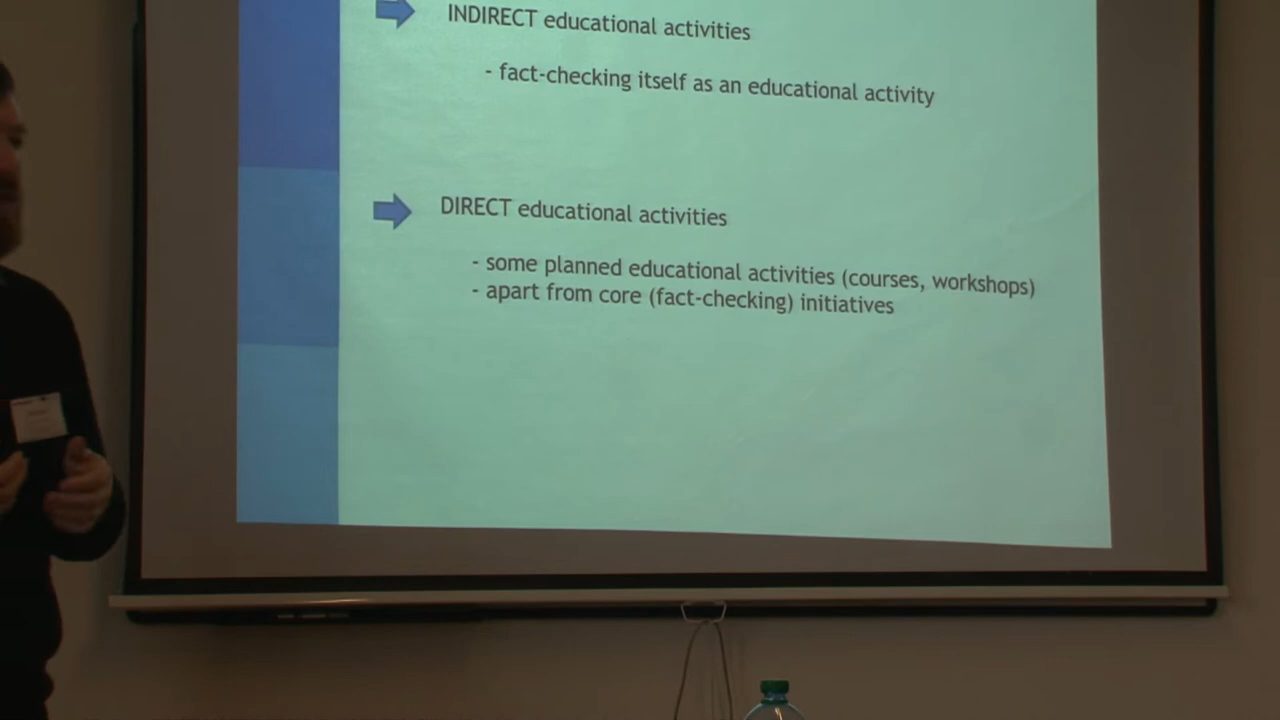 INDIRECT educational activities
- fact-checking itself as an educational activity
DIRECT educational activities
- some planned educational activities (courses, workshops)
- apart from core (fact-checking) initiatives